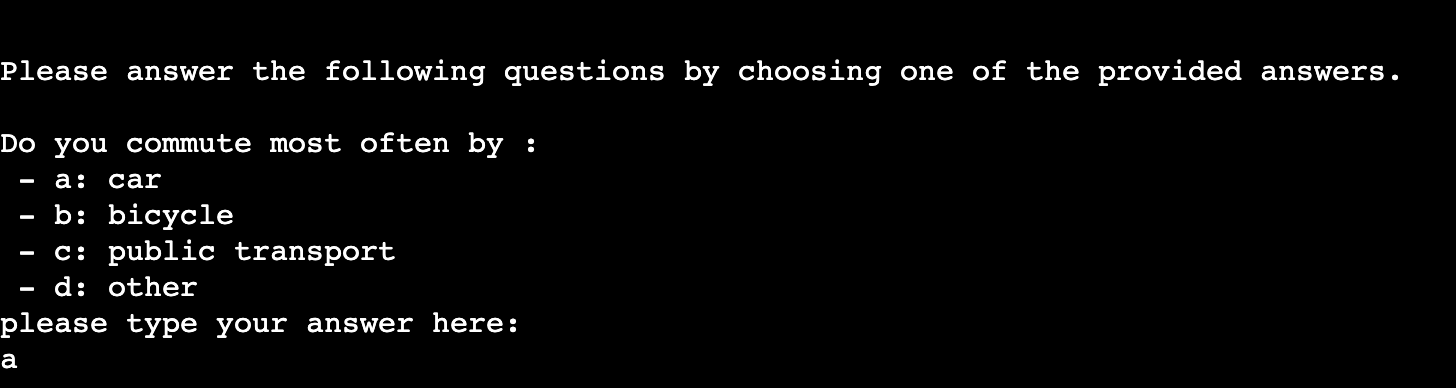 Please answer the following questions by choosing one of the provided answers.
Do you commute most often by :
- a: car
- b: bicycle
- c: public transport
- d: other
please type your answer here:
a